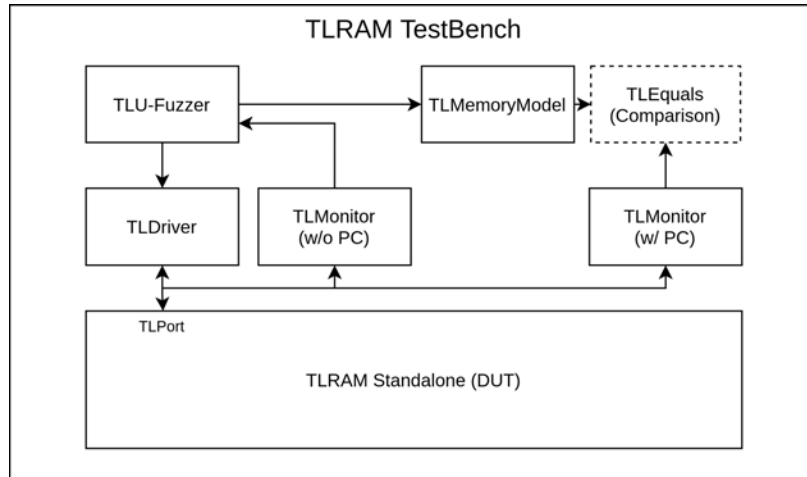 TLRAM TestBench
TLU-Fuzzer
TLMemoryModel
TLEquals
(Comparison)
TLDriver
TLMonitor
(w/o PC)
TLMonitor
(w/ PC)
TLPort
TLRAM Standalone (DUT)